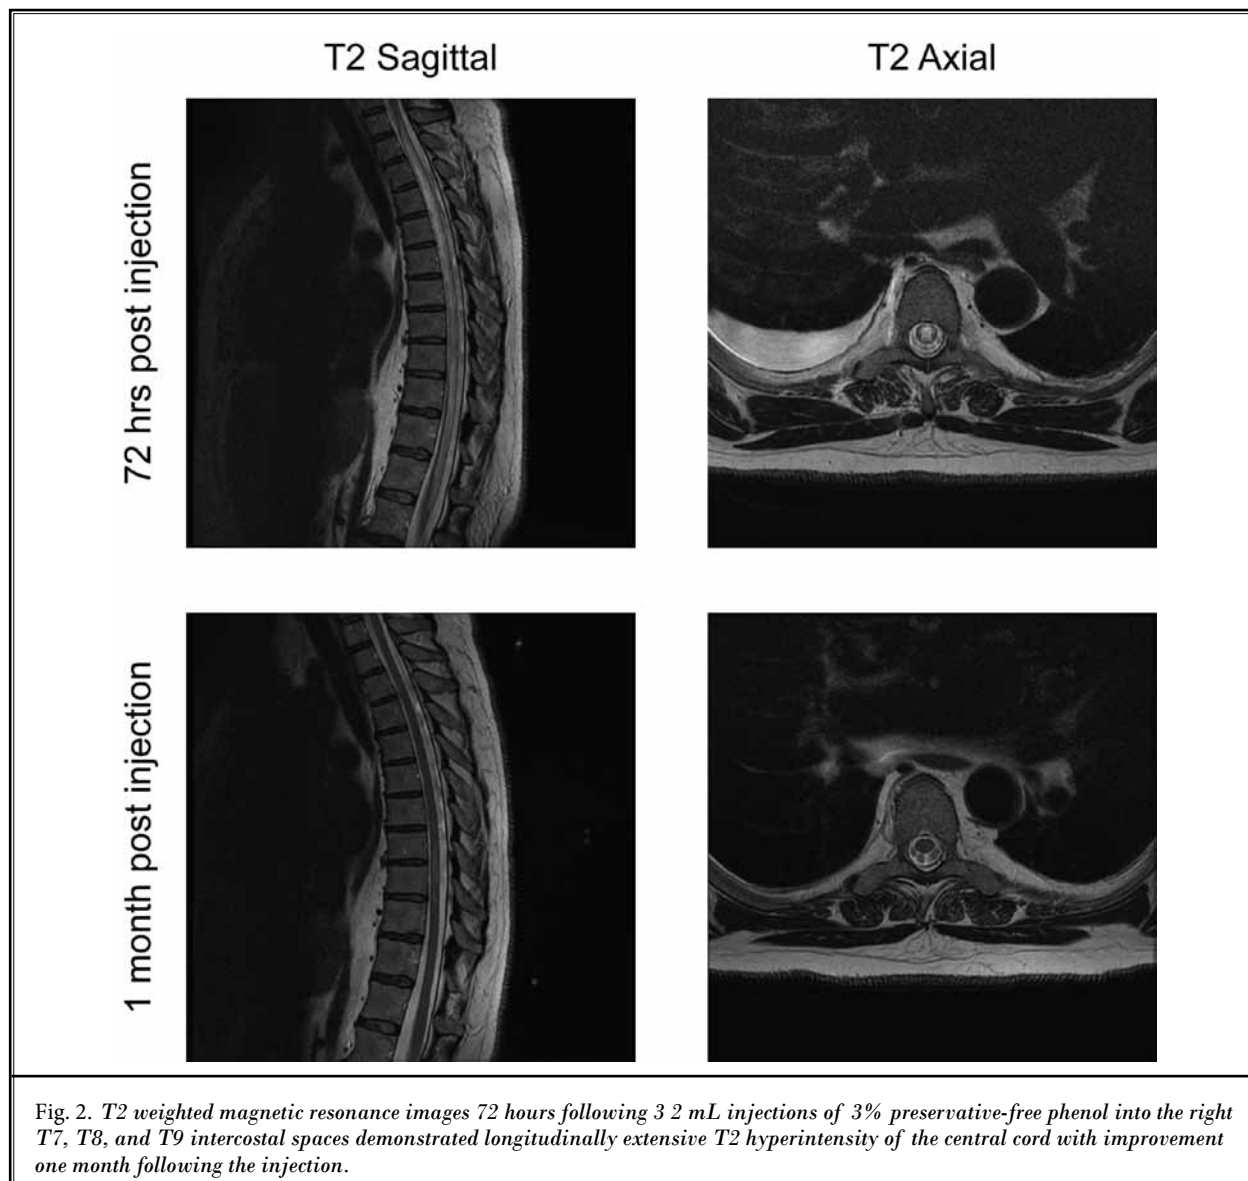 T2 Sagittal
T2 Axial
72 hrs post injection
1 month post injection
Fig. 2. T2 weighted magnetic resonance images 72 hours following 3 2 mL injections of 3% preservative-free phenol into the right
T7, T8, and T9 intercostal spaces demonstrated longitudinally extensive T2 hyperintensity of the central cord with improvement
one month following the injection.